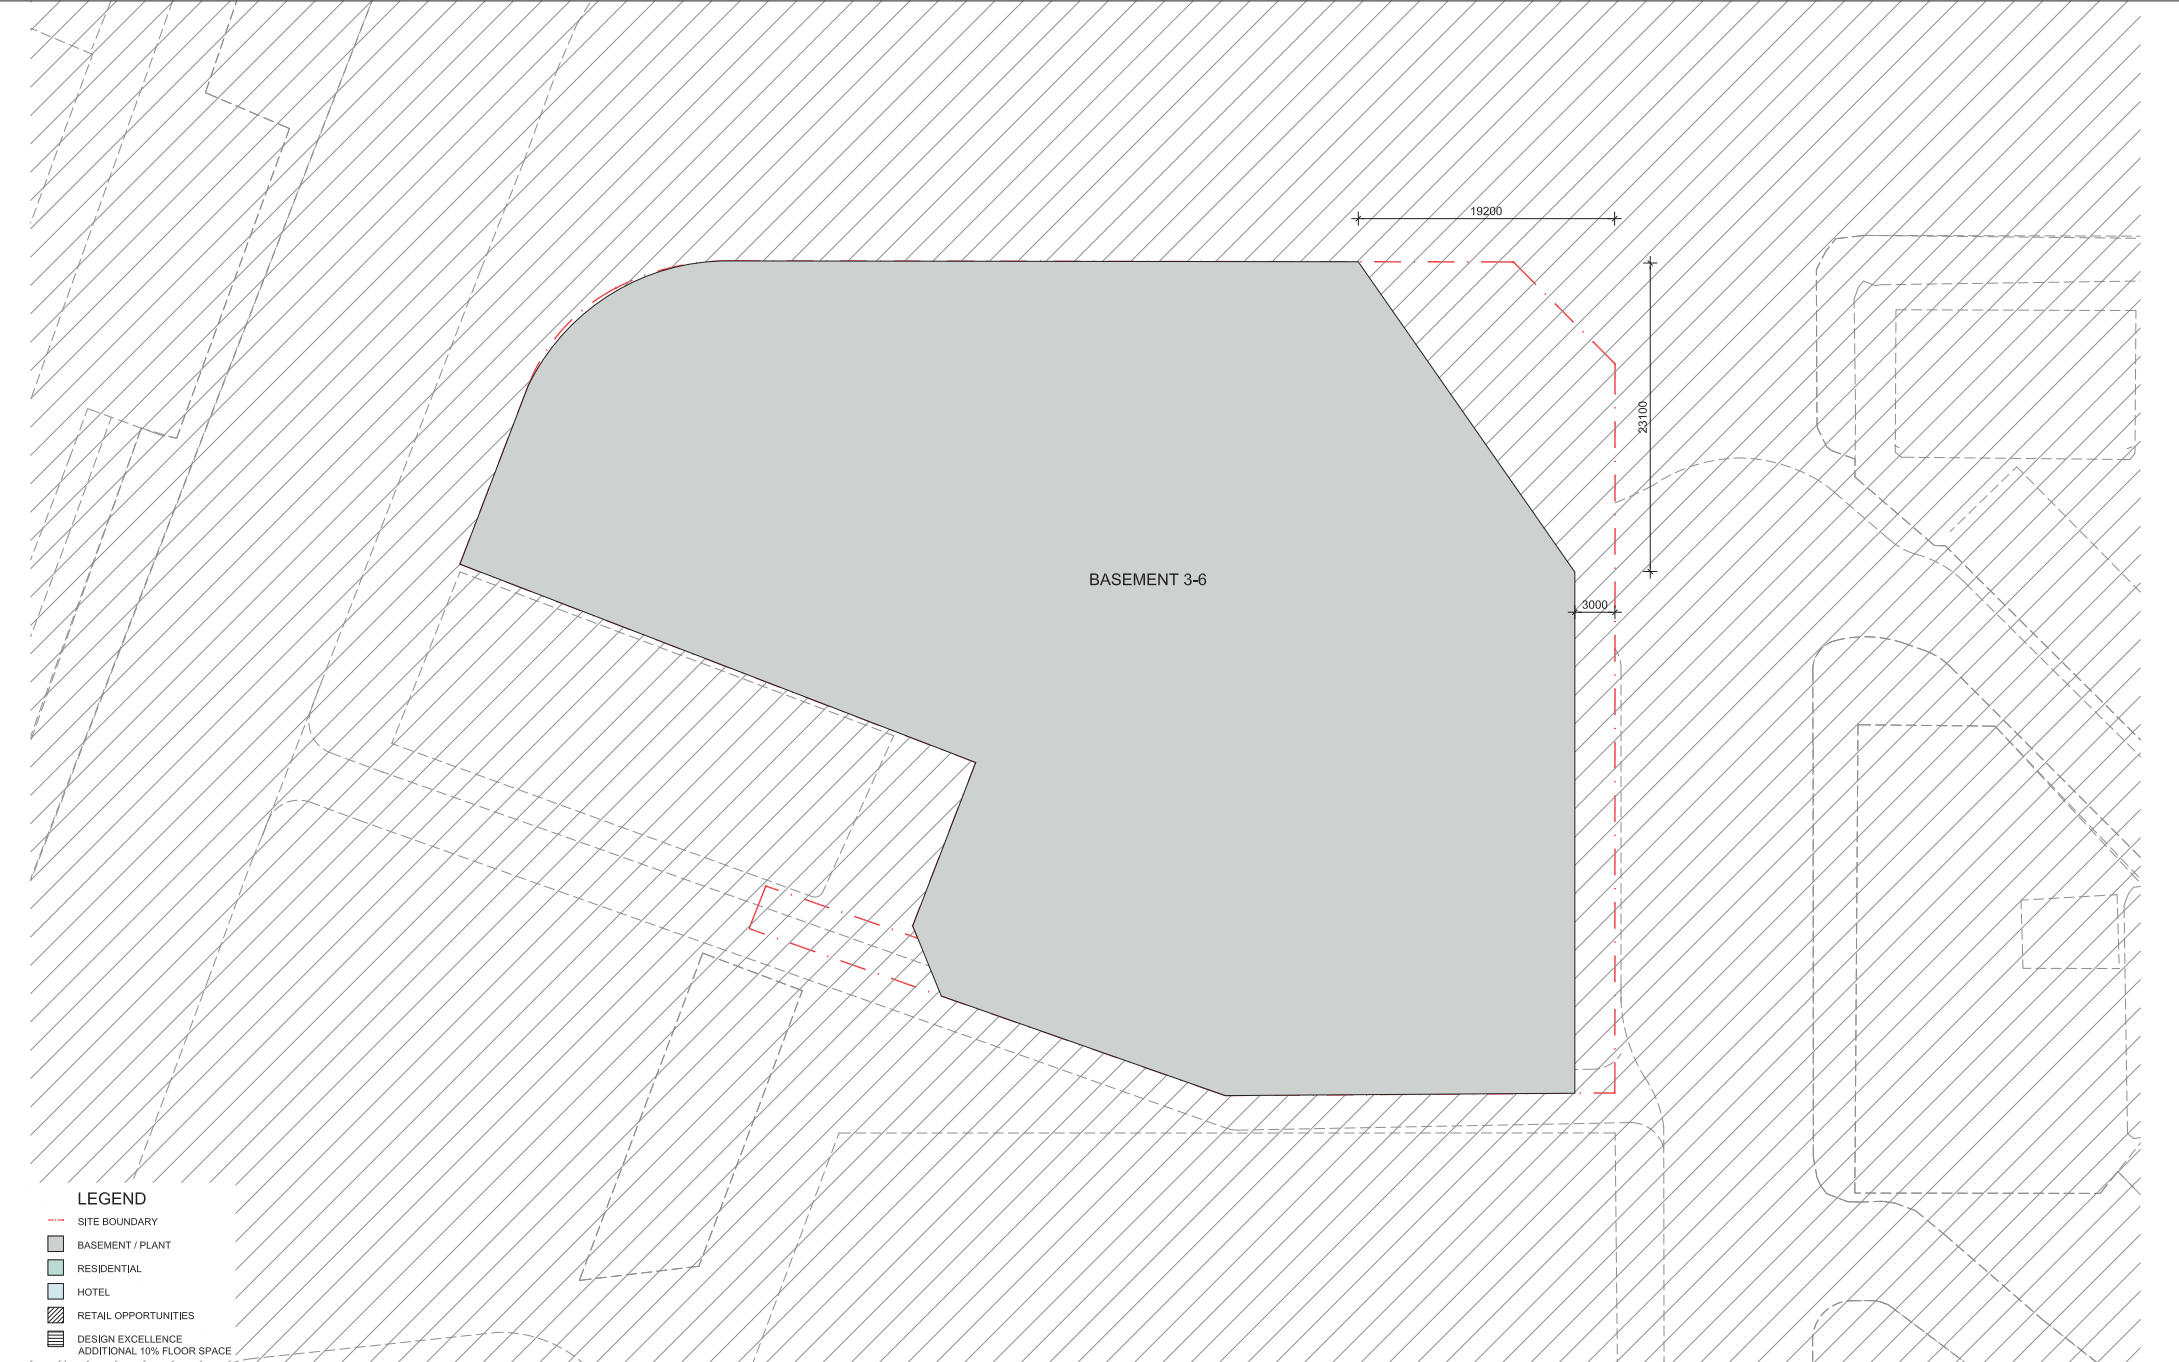 19200
23100
BASEMENT 3-6
3000
LEGEND
SITE BOUNDARY
BASEMENT / PLANT
RESIDENTIAL
HOTEL
RETAIL OPPORTUNITIES
DESIGN EXCELLENCE
ADDITIONAL 10% FLOOR SPACE